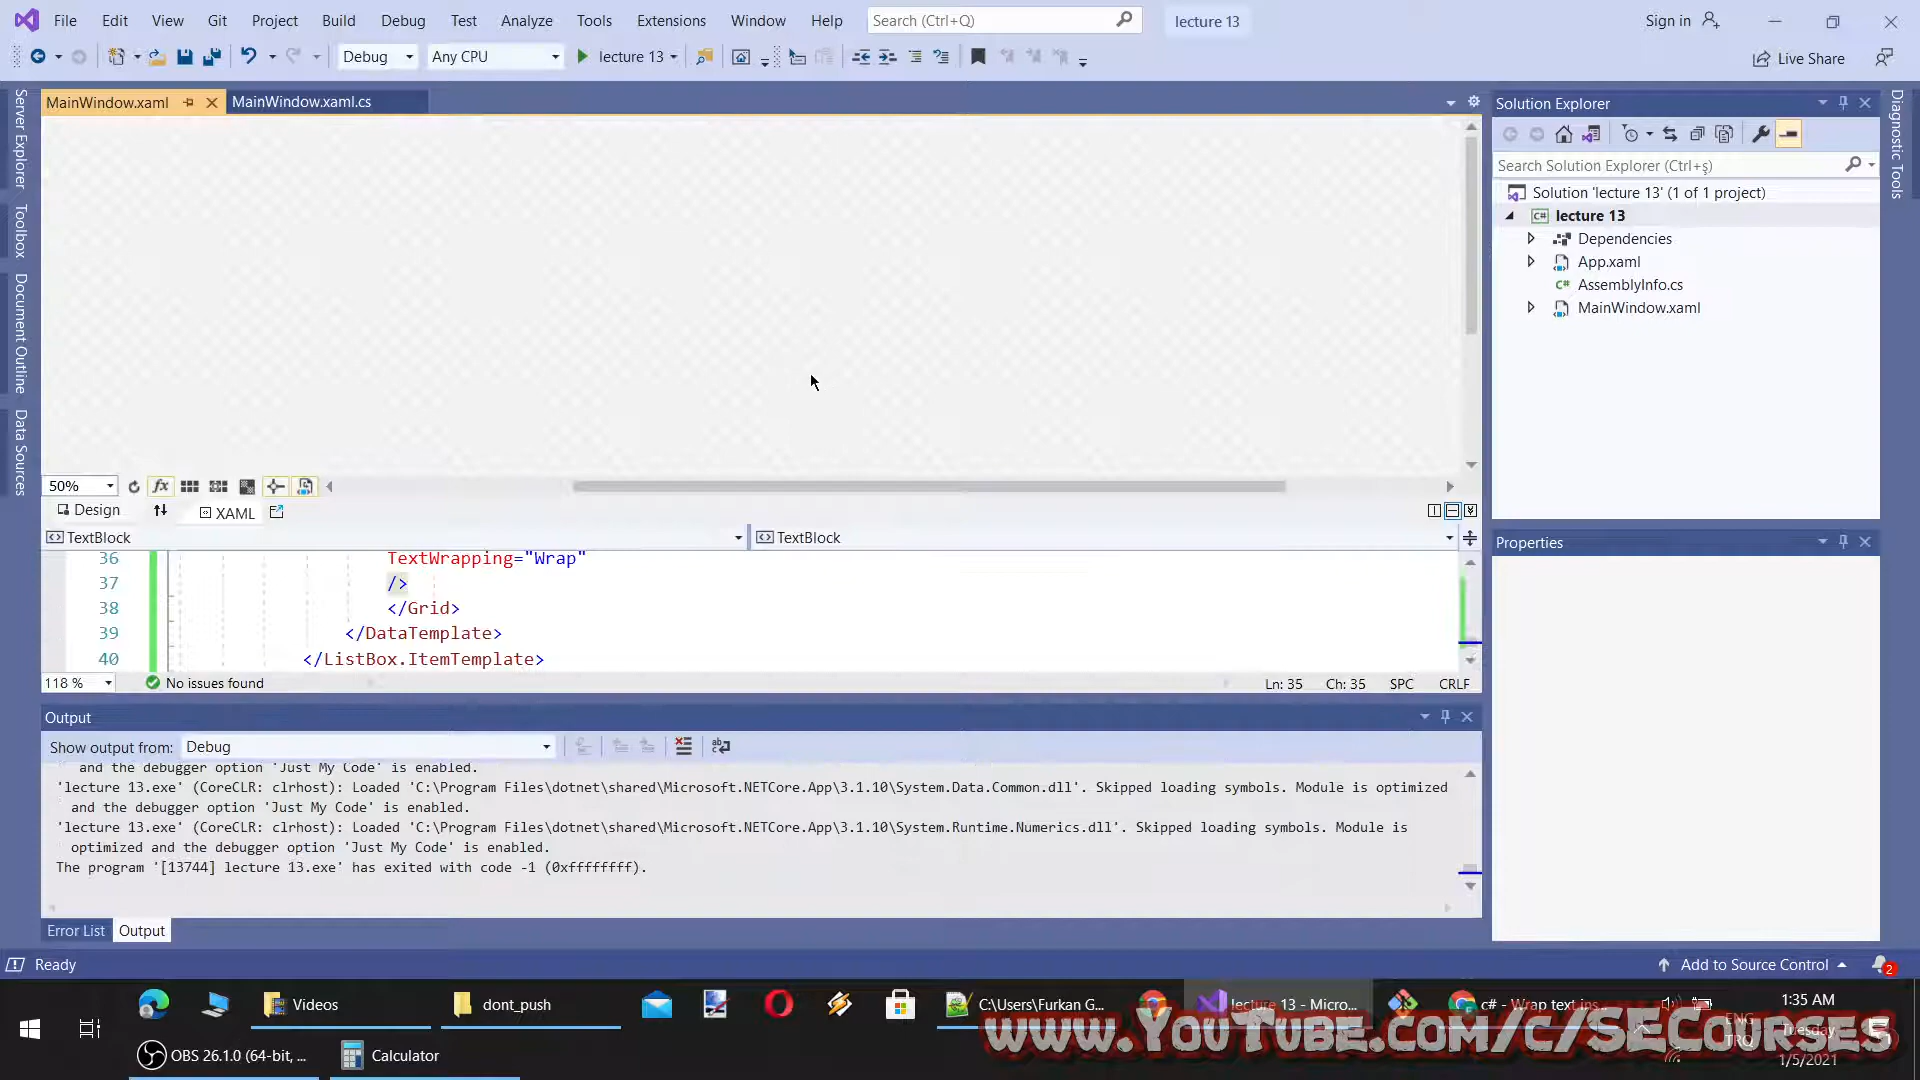 File Edit View Git Project Build Debug Test Analyze Tools Extensions Window Help Search (Ctrl+Q) lecture 13 Sign in
Debug Any CPU lecture 13 Live Share
MainWindow.xaml MainWindow.xaml.cs
Server Explorer
Toolbox
Document Outline
Data Sources
50%
Design XAML
TextBlock TextBlock
36 TextWrapping="Wrap"
37 />
38 </Grid>
39 </DataTemplate>
40 </ListBox.ItemTemplate>
118 % No issues found Ln: 35 Ch: 35 SPC CRLF
Output
Show output from: Debug
and the debugger option 'Just My Code' is enabled.
'lecture 13.exe' (CoreCLR: clrhost): Loaded 'C:\Program Files\dotnet\shared\Microsoft.NETCore.App\3.1.10\System.Data.Common.dll'. Skipped loading symbols. Module is optimized
and the debugger option 'Just My Code' is enabled.
'lecture 13.exe' (CoreCLR: clrhost): Loaded 'C:\Program Files\dotnet\shared\Microsoft.NETCore.App\3.1.10\System.Runtime.Numerics.dll'. Skipped loading symbols. Module is
optimized and the debugger option 'Just My Code' is enabled.
The program '[13744] lecture 13.exe' has exited with code -1 (0xffffffff).
Error List Output
Solution Explorer
Search Solution Explorer (Ctrl+ş)
Solution 'lecture 13' (1 of 1 project)
C# lecture 13
Dependencies
App.xaml
C# AssemblyInfo.cs
MainWindow.xaml
Properties
Diagnostic Tools
Ready Add to Source Control 2
Videos dont_push C:\Users\Furkan G... lecture 13 - Micro... c# - Wrap text ins... 1:35 AM
www.YouTube.com/c/SECourses
ENG
TRQ
Tuesday
1/5/2021
OBS 26.1.0 (64-bit, ... Calculator